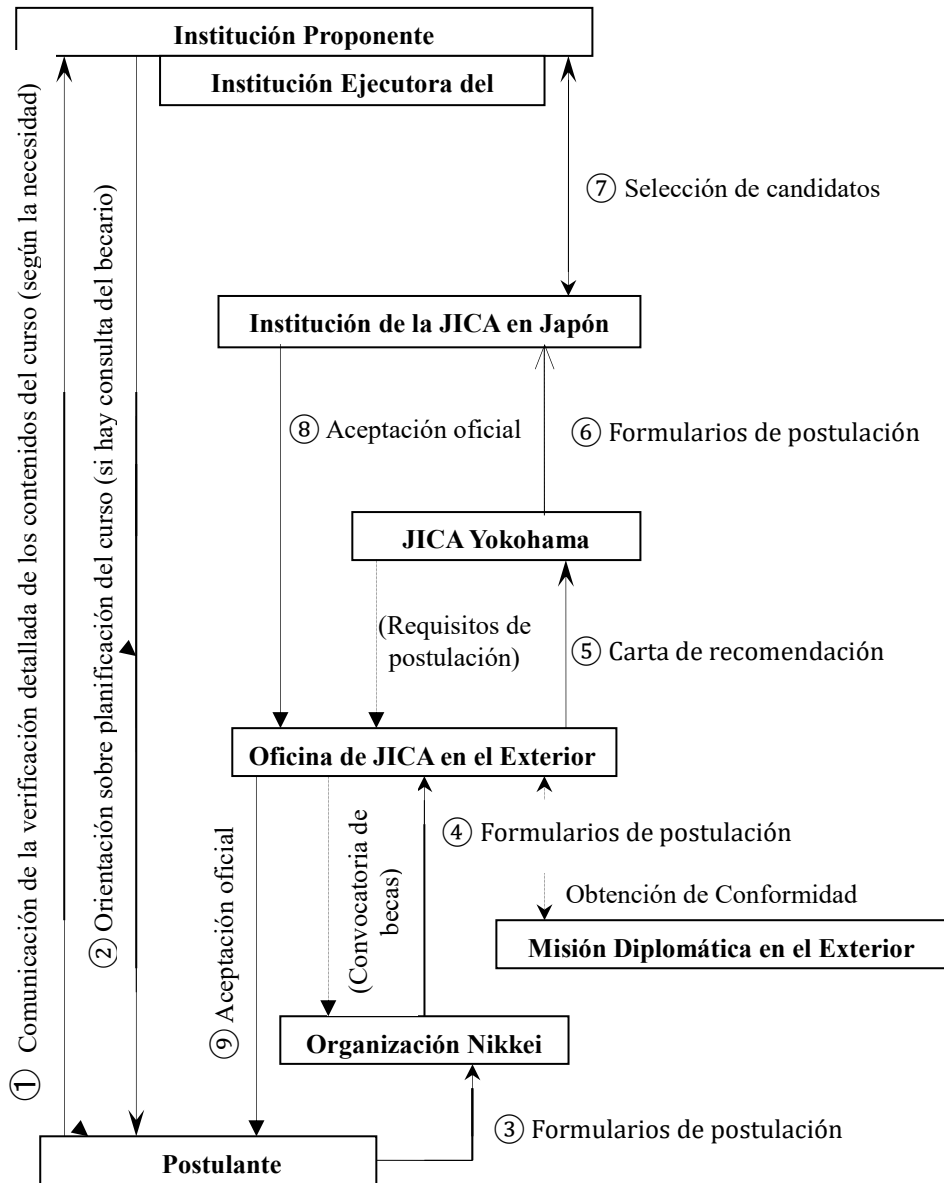 Institución Proponente
Institución Ejecutora del
⑦ Selección de candidatos
Institución de la JICA en Japón
⑧ Aceptación oficial
⑥ Formularios de postulación
JICA Yokohama
(Requisitos de
postulación)
⑤ Carta de recomendación
Oficina de JICA en el Exterior
④ Formularios de postulación
Obtención de Conformidad
Misión Diplomática en el Exterior
① Comunicación de la verificación detallada de los contenidos del curso (según la necesidad)
② Orientación sobre planificación del curso (si hay consulta del becario)
⑨ Aceptación oficial
(Convocatoria de
becas)
Organización Nikkei
③ Formularios de postulación
Postulante